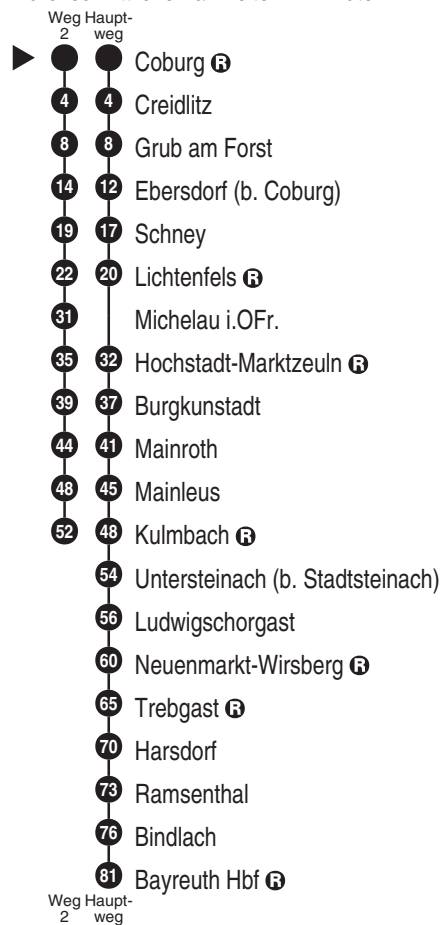 Weg Haupt-
2 weg
Coburg R
4 4 Creidlitz
8 8 Grub am Forst
14 12 Ebersdorf (b. Coburg)
19 17 Schney
22 20 Lichtenfels R
31 Michelau i.OFr.
35 32 Hochstadt-Marktzeuln R
39 37 Burgkunstadt
44 41 Mainroth
48 45 Mainleus
52 48 Kulmbach R
54 Untersteinach (b. Stadtsteinach)
56 Ludwigschorgast
60 Neuenmarkt-Wirsberg R
65 Trebgast R
70 Harsdorf
73 Ramsenthal
76 Bindlach
81 Bayreuth Hbf R
Weg Haupt-
2 weg